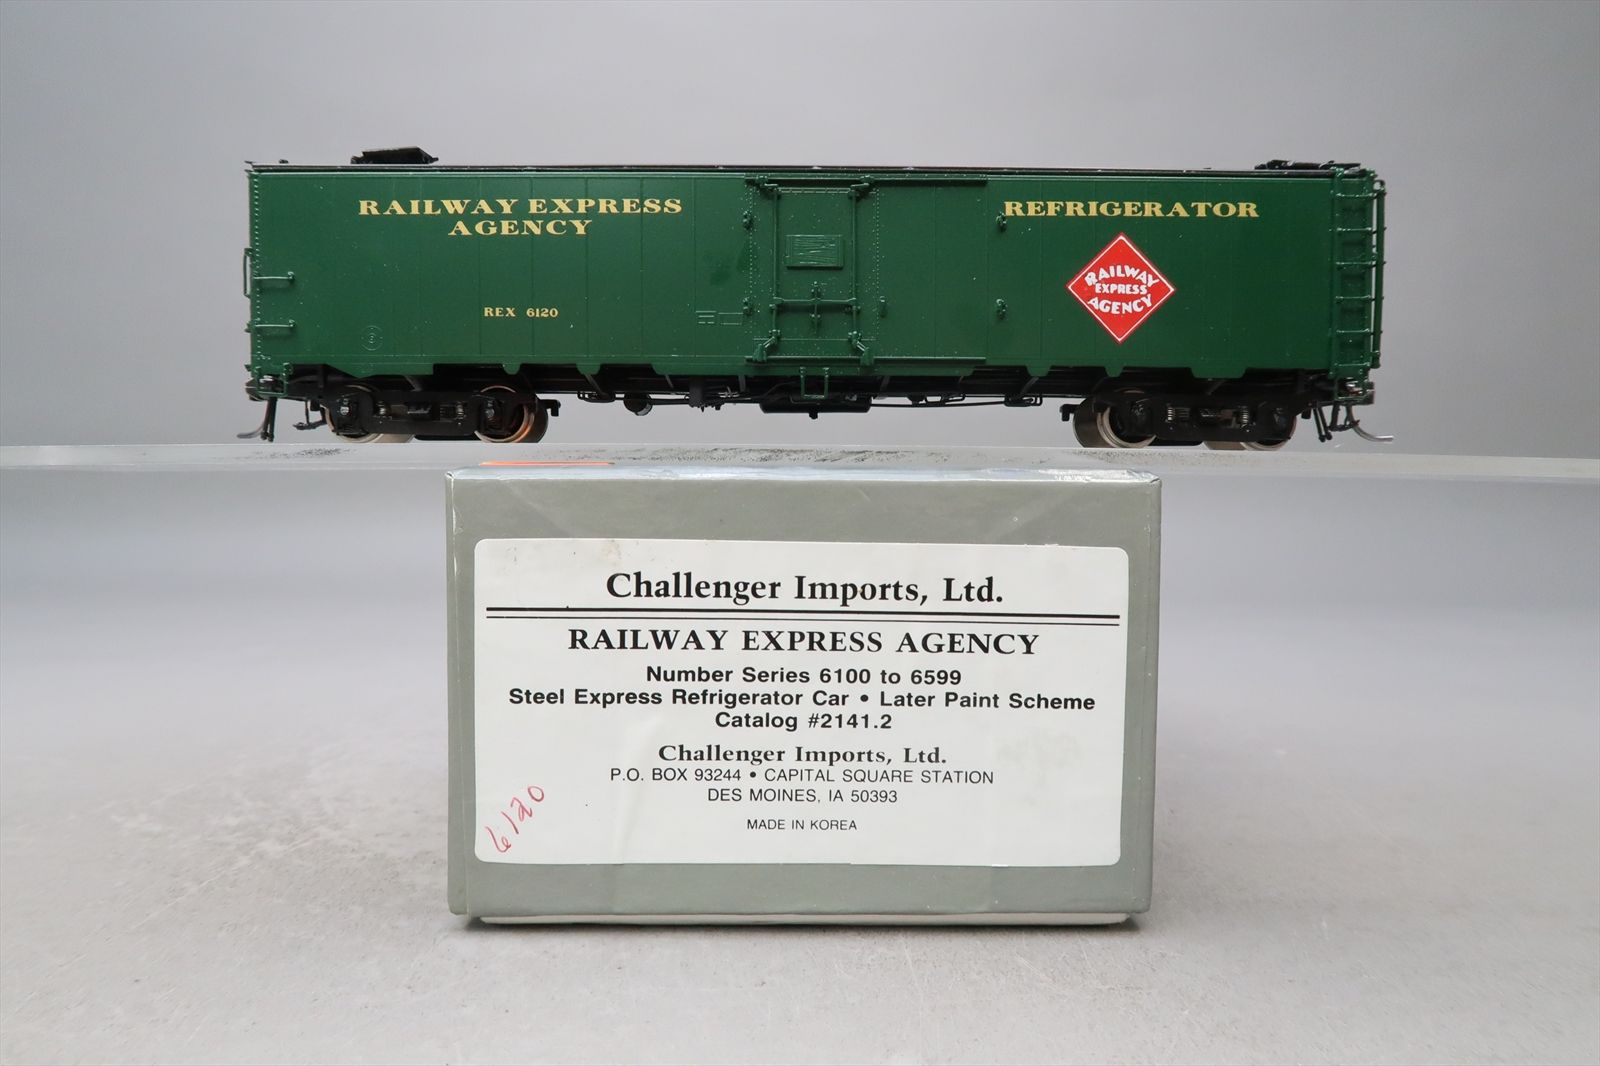 RAILWAY EXPRESS
AGENCY
REFRIGERATOR
RAILWAY
EXPRESS
AGENCY
REX 6120
Challenger Imports, Ltd.
RAILWAY EXPRESS AGENCY
Number Series 6100 to 6599
Steel Express Refrigerator Car • Later Paint Scheme
Catalog #2141.2
Challenger Imports, Ltd.
P.O. BOX 93244 • CAPITAL SQUARE STATION
DES MOINES, IA 50393
MADE IN KOREA
6120